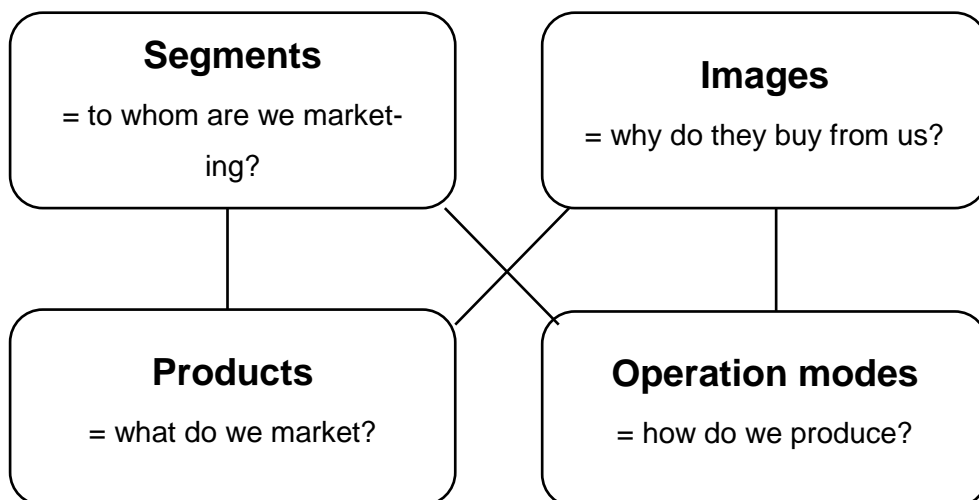 Segments
= to whom are we market-
ing?
Images
= why do they buy from us?
Products
= what do we market?
Operation modes
= how do we produce?